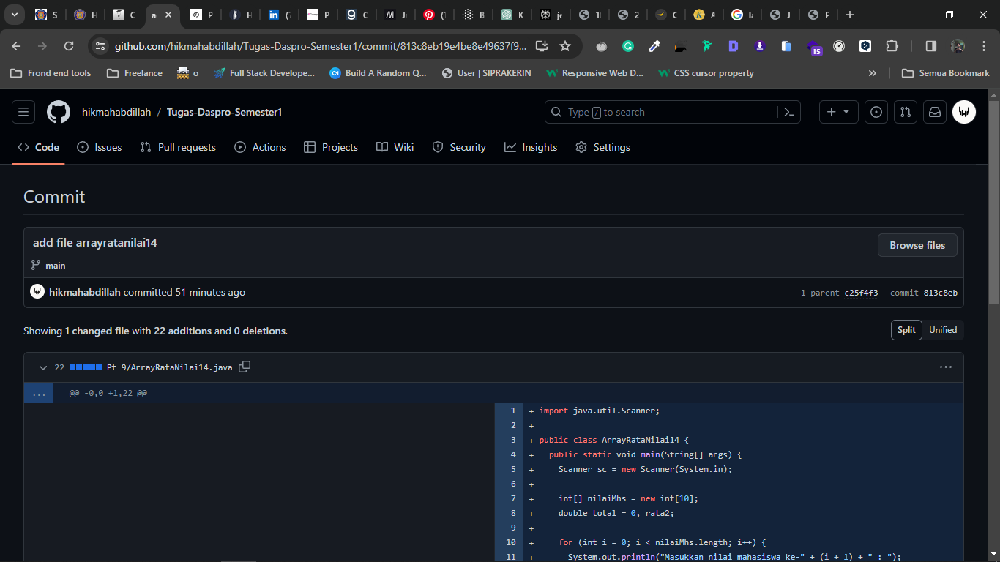 S
H
C
a
P
H
(
P
C
Ja
(
B
K
je
1
2
C
A
la
J
P
github.com/hikmahabdillah/Tugas-Daspro-Semester1/commit/813c8eb19e4be8e49637f9...
15
Frond end tools
Freelance
o
Full Stack Develope...
Build A Random Q...
User | SIPRAKERIN
Responsive Web D...
CSS cursor property
»
Semua Bookmark
hikmahabdillah / Tugas-Daspro-Semester1
Type / to search
Code
Issues
Pull requests
Actions
Projects
Wiki
Security
Insights
Settings
Commit
add file arrayratanilai14
Browse files
main
hikmahabdillah committed 51 minutes ago
1 parent c25f4f3 commit 813c8eb
Showing 1 changed file with 22 additions and 0 deletions.
Split Unified
22 Pt 9/ArrayRataNilai14.java
... @@ -0,0 +1,22 @@
1 + import java.util.Scanner;
2 +
3 + public class ArrayRataNilai14 {
4 + public static void main(String[] args) {
5 + Scanner sc = new Scanner(System.in);
6 +
7 + int[] nilaiMhs = new int[10];
8 + double total = 0, rata2;
9 +
10 + for (int i = 0; i < nilaiMhs.length; i++) {
11 + System.out.println("Masukkan nilai mahasiswa ke-" + (i + 1) + " : ");